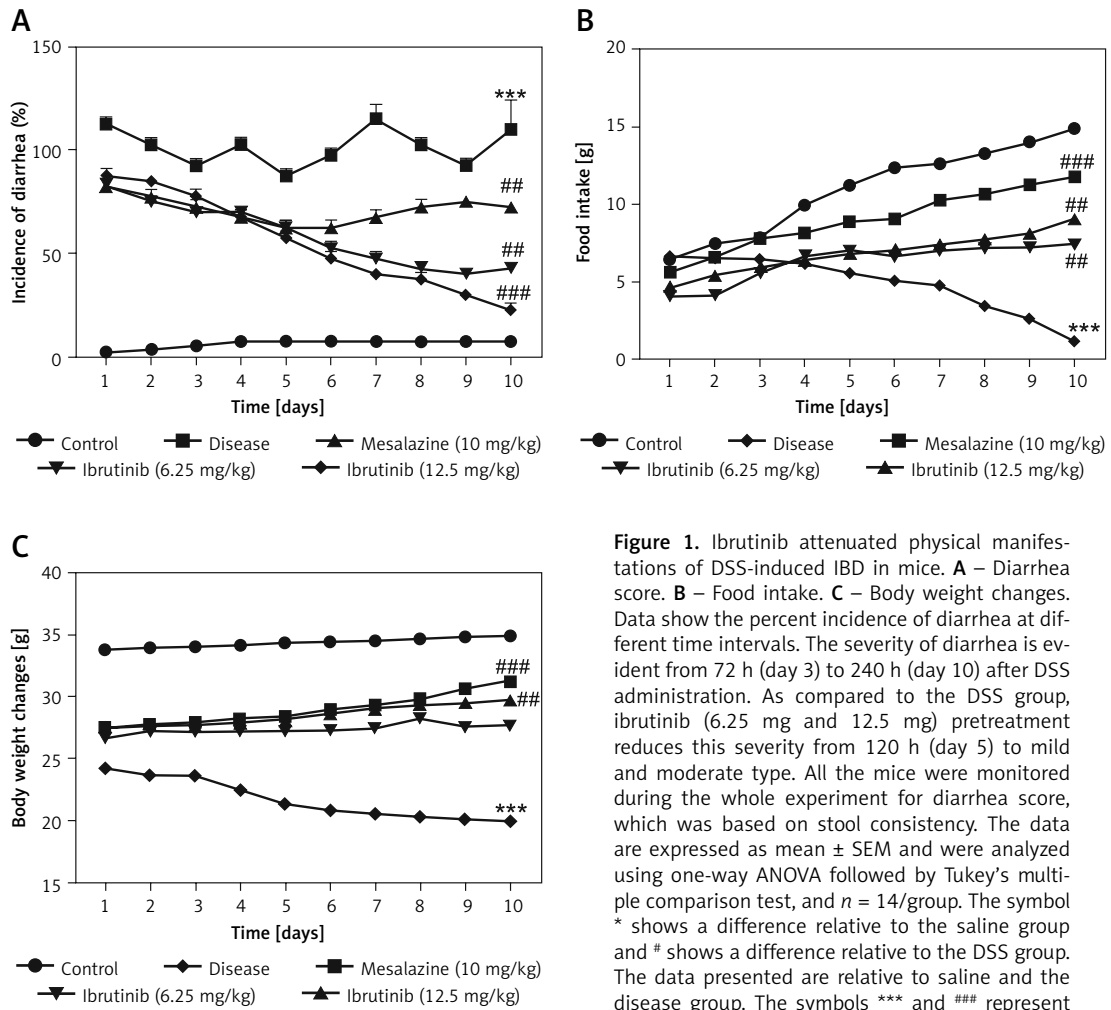 A
150
100
50
0
Incidence of diarrhea (%)
***
##
##
###
1 2 3 4 5 6 7 8 9 10
Time [days]
Control Disease Mesalazine (10 mg/kg)
Ibrutinib (6.25 mg/kg) Ibrutinib (12.5 mg/kg)
B
20
15
10
5
0
Food intake [g]
###
##
##
***
1 2 3 4 5 6 7 8 9 10
Time [days]
Control Disease Mesalazine (10 mg/kg)
Ibrutinib (6.25 mg/kg) Ibrutinib (12.5 mg/kg)
C
40
35
30
25
20
15
Body weight changes [g]
###
##
***
1 2 3 4 5 6 7 8 9 10
Time [days]
Control Disease Mesalazine (10 mg/kg)
Ibrutinib (6.25 mg/kg) Ibrutinib (12.5 mg/kg)
Figure 1. Ibrutinib attenuated physical manifes-
tations of DSS-induced IBD in mice. A – Diarrhea
score. B – Food intake. C – Body weight changes.
Data show the percent incidence of diarrhea at dif-
ferent time intervals. The severity of diarrhea is ev-
ident from 72 h (day 3) to 240 h (day 10) after DSS
administration. As compared to the DSS group,
ibrutinib (6.25 mg and 12.5 mg) pretreatment
reduces this severity from 120 h (day 5) to mild
and moderate type. All the mice were monitored
during the whole experiment for diarrhea score,
which was based on stool consistency. The data
are expressed as mean ± SEM and were analyzed
using one-way ANOVA followed by Tukey's multi-
ple comparison test, and n = 14/group. The symbol
* shows a difference relative to the saline group
and # shows a difference relative to the DSS group.
The data presented are relative to saline and the
disease group. The symbols *** and ### represent